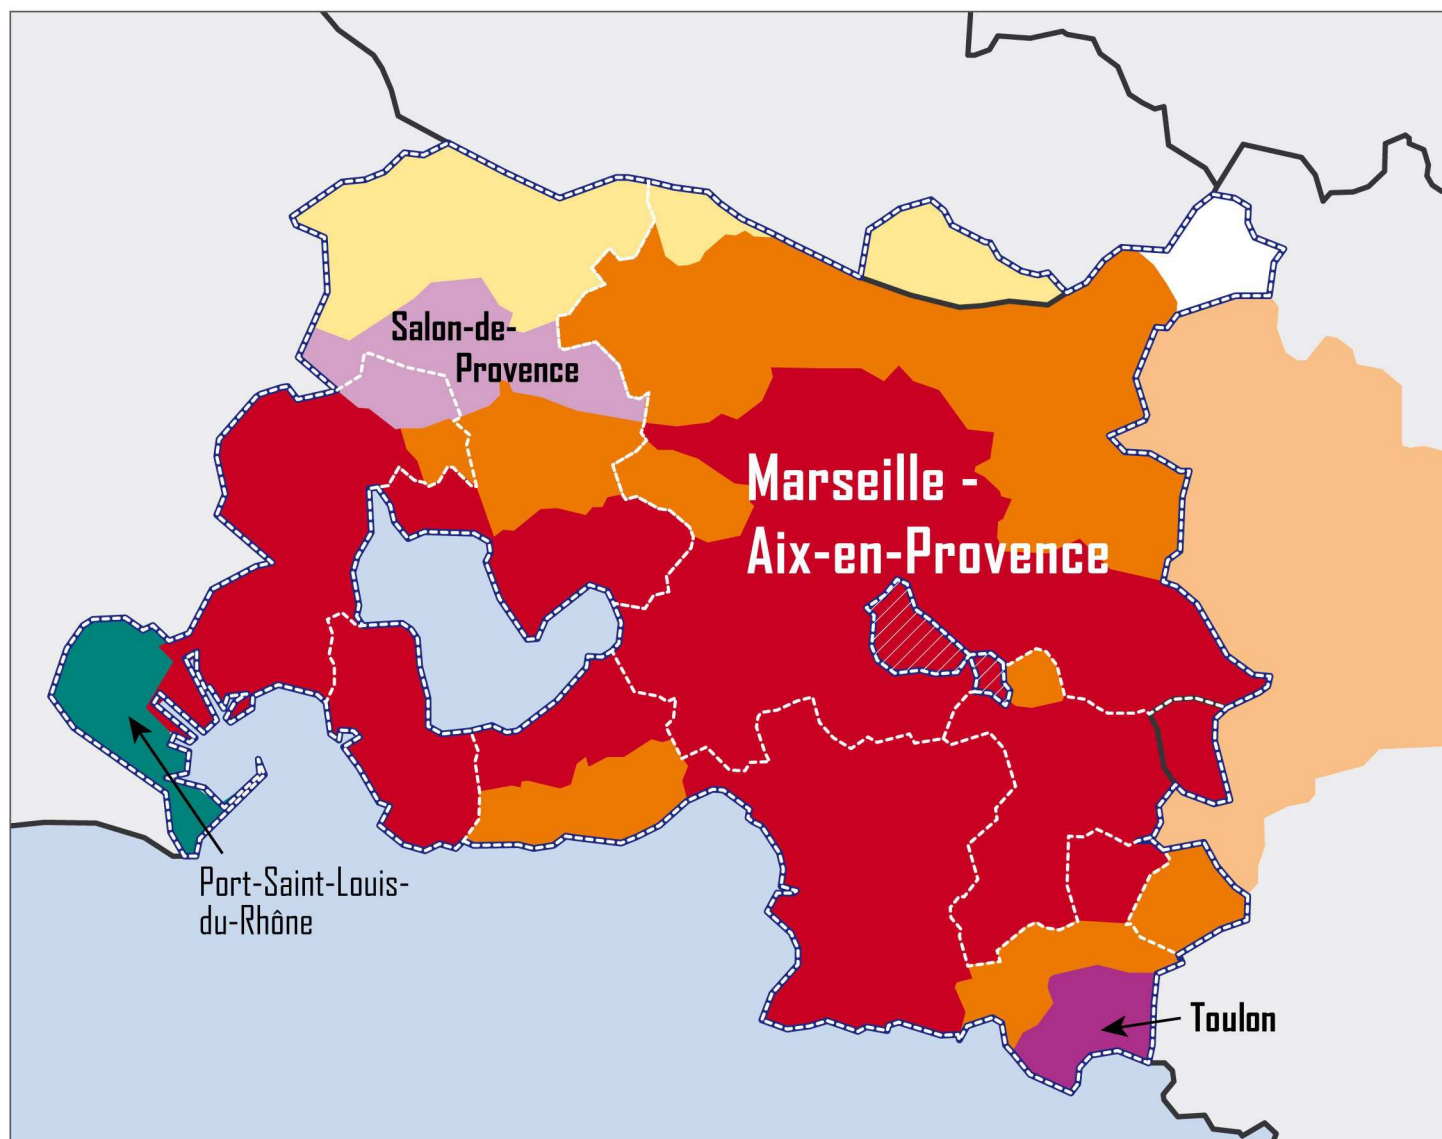 Salon-de-
Provence
Marseille -
Aix-en-Provence
Port-Saint-Louis-
du-Rhône
Toulon